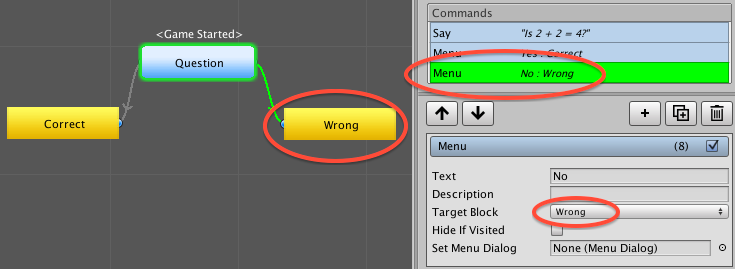 <Game Started>
Question
Correct
Wrong
Commands
Say "Is 2 + 2 = 4?"
Menu Yes : Correct
Menu No : Wrong
Menu (8)
Text No
Description
Target Block Wrong
Hide If Visited
Set Menu Dialog None (Menu Dialog)